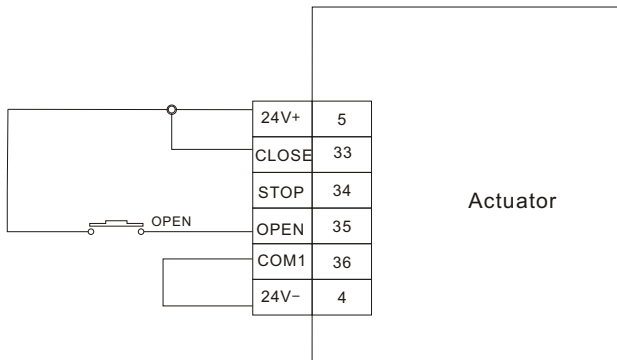 24V+ 5
CLOSE 33
STOP 34
OPEN OPEN 35
COM1 36
24V− 4
Actuator